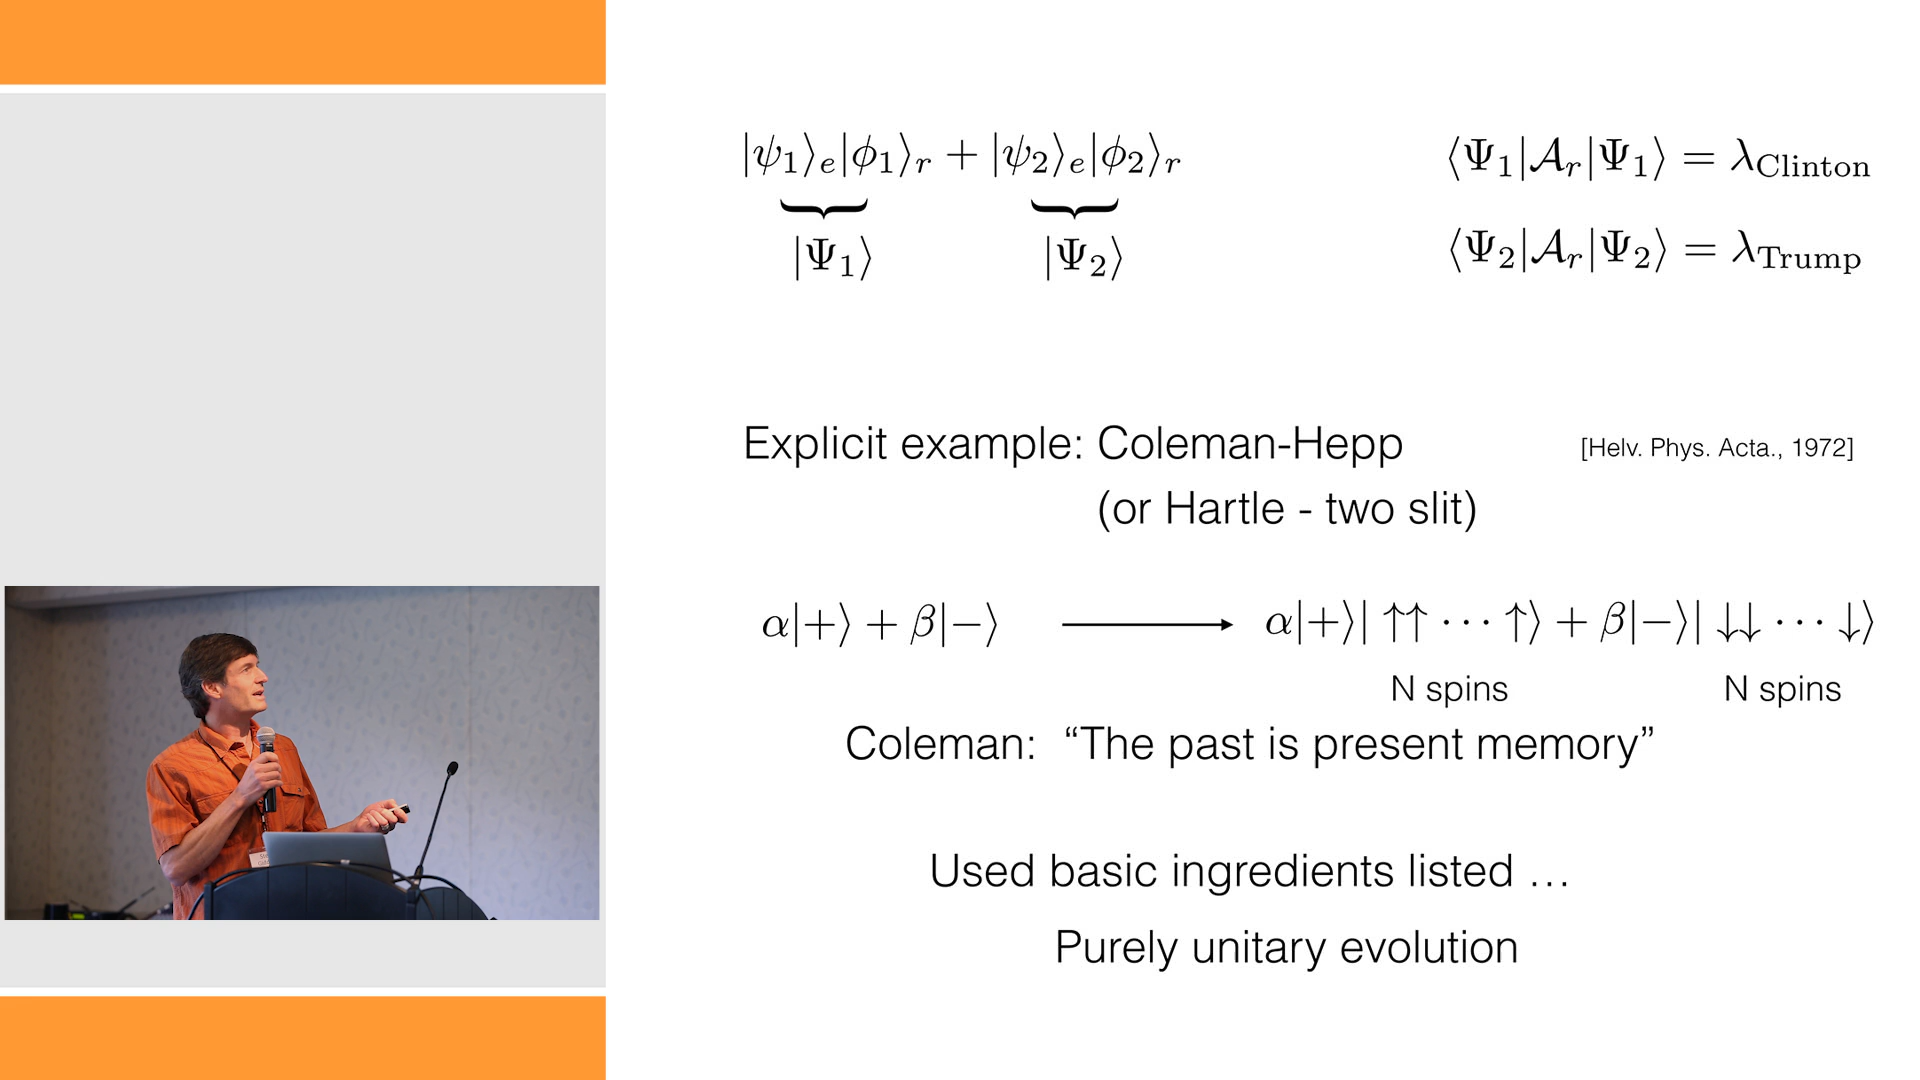 |ψ₁⟩ₑ|ϕ₁⟩ᵣ + |ψ₂⟩ₑ|ϕ₂⟩ᵣ
|Ψ₁⟩ |Ψ₂⟩
⟨Ψ₁|𝒜ᵣ|Ψ₁⟩ = λ_Clinton
⟨Ψ₂|𝒜ᵣ|Ψ₂⟩ = λ_Trump
Explicit example: Coleman-Hepp [Helv. Phys. Acta., 1972]
(or Hartle - two slit)
α|+⟩ + β|−⟩ ⟶ α|+⟩| ↑↑ ⋯ ↑⟩ + β|−⟩| ↓↓ ⋯ ↓⟩
N spins N spins
Coleman: “The past is present memory”
Used basic ingredients listed …
Purely unitary evolution